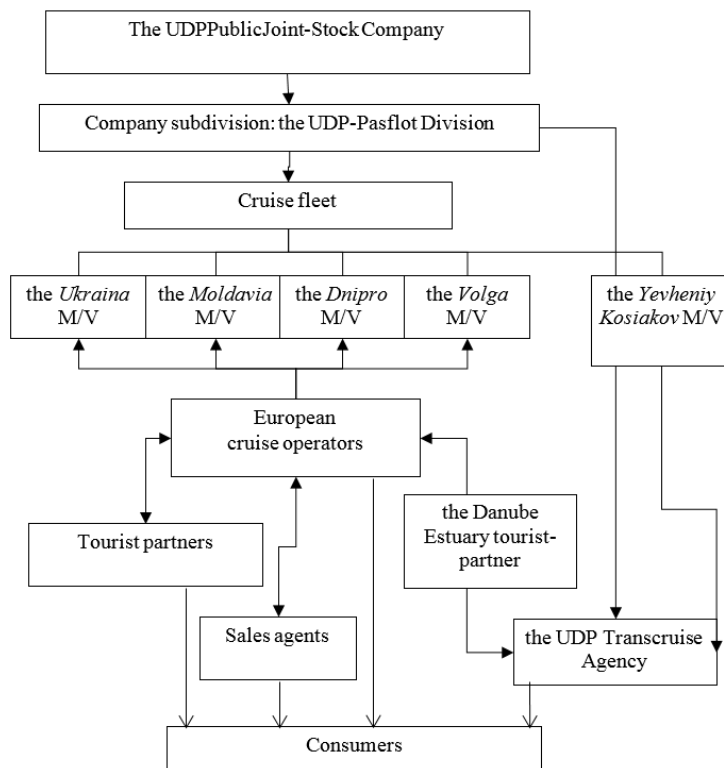 The UDPPublicJoint-Stock Company
Company subdivision: the UDP-Pasflot Division
Cruise fleet
the Ukraina
M/V
the Moldavia
M/V
the Dnipro
M/V
the Volga
M/V
the Yevheniy
Kosiakov M/V
European
cruise operators
Tourist partners
the Danube
Estuary tourist-
partner
Sales agents
the UDP Transcruise
Agency
Consumers